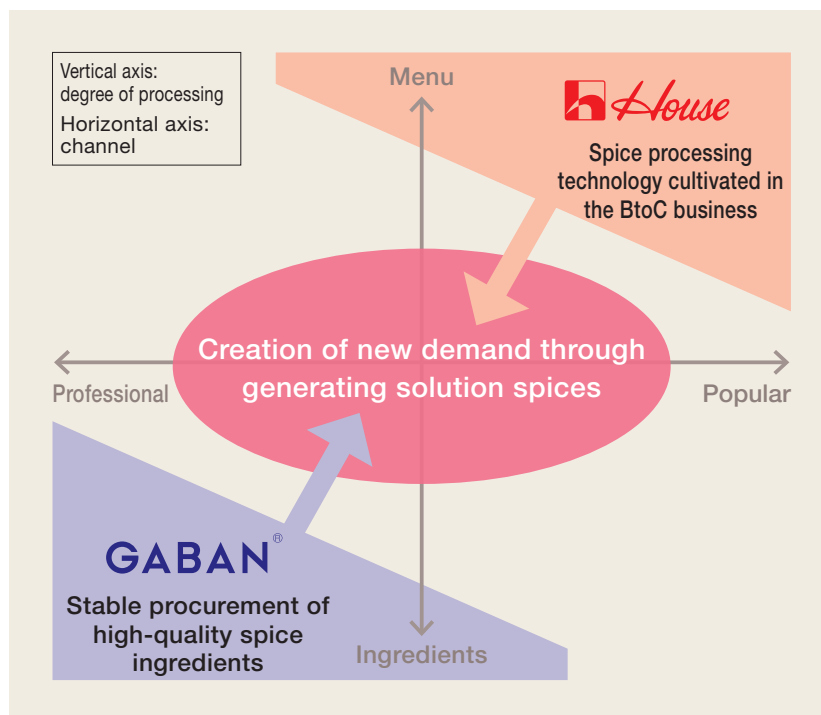 Vertical axis:
degree of processing
Horizontal axis:
channel
Menu
House
Spice processing
technology cultivated in
the BtoC business
Creation of new demand through
generating solution spices
Professional
Popular
GABAN®
Stable procurement of
high-quality spice
ingredients
Ingredients